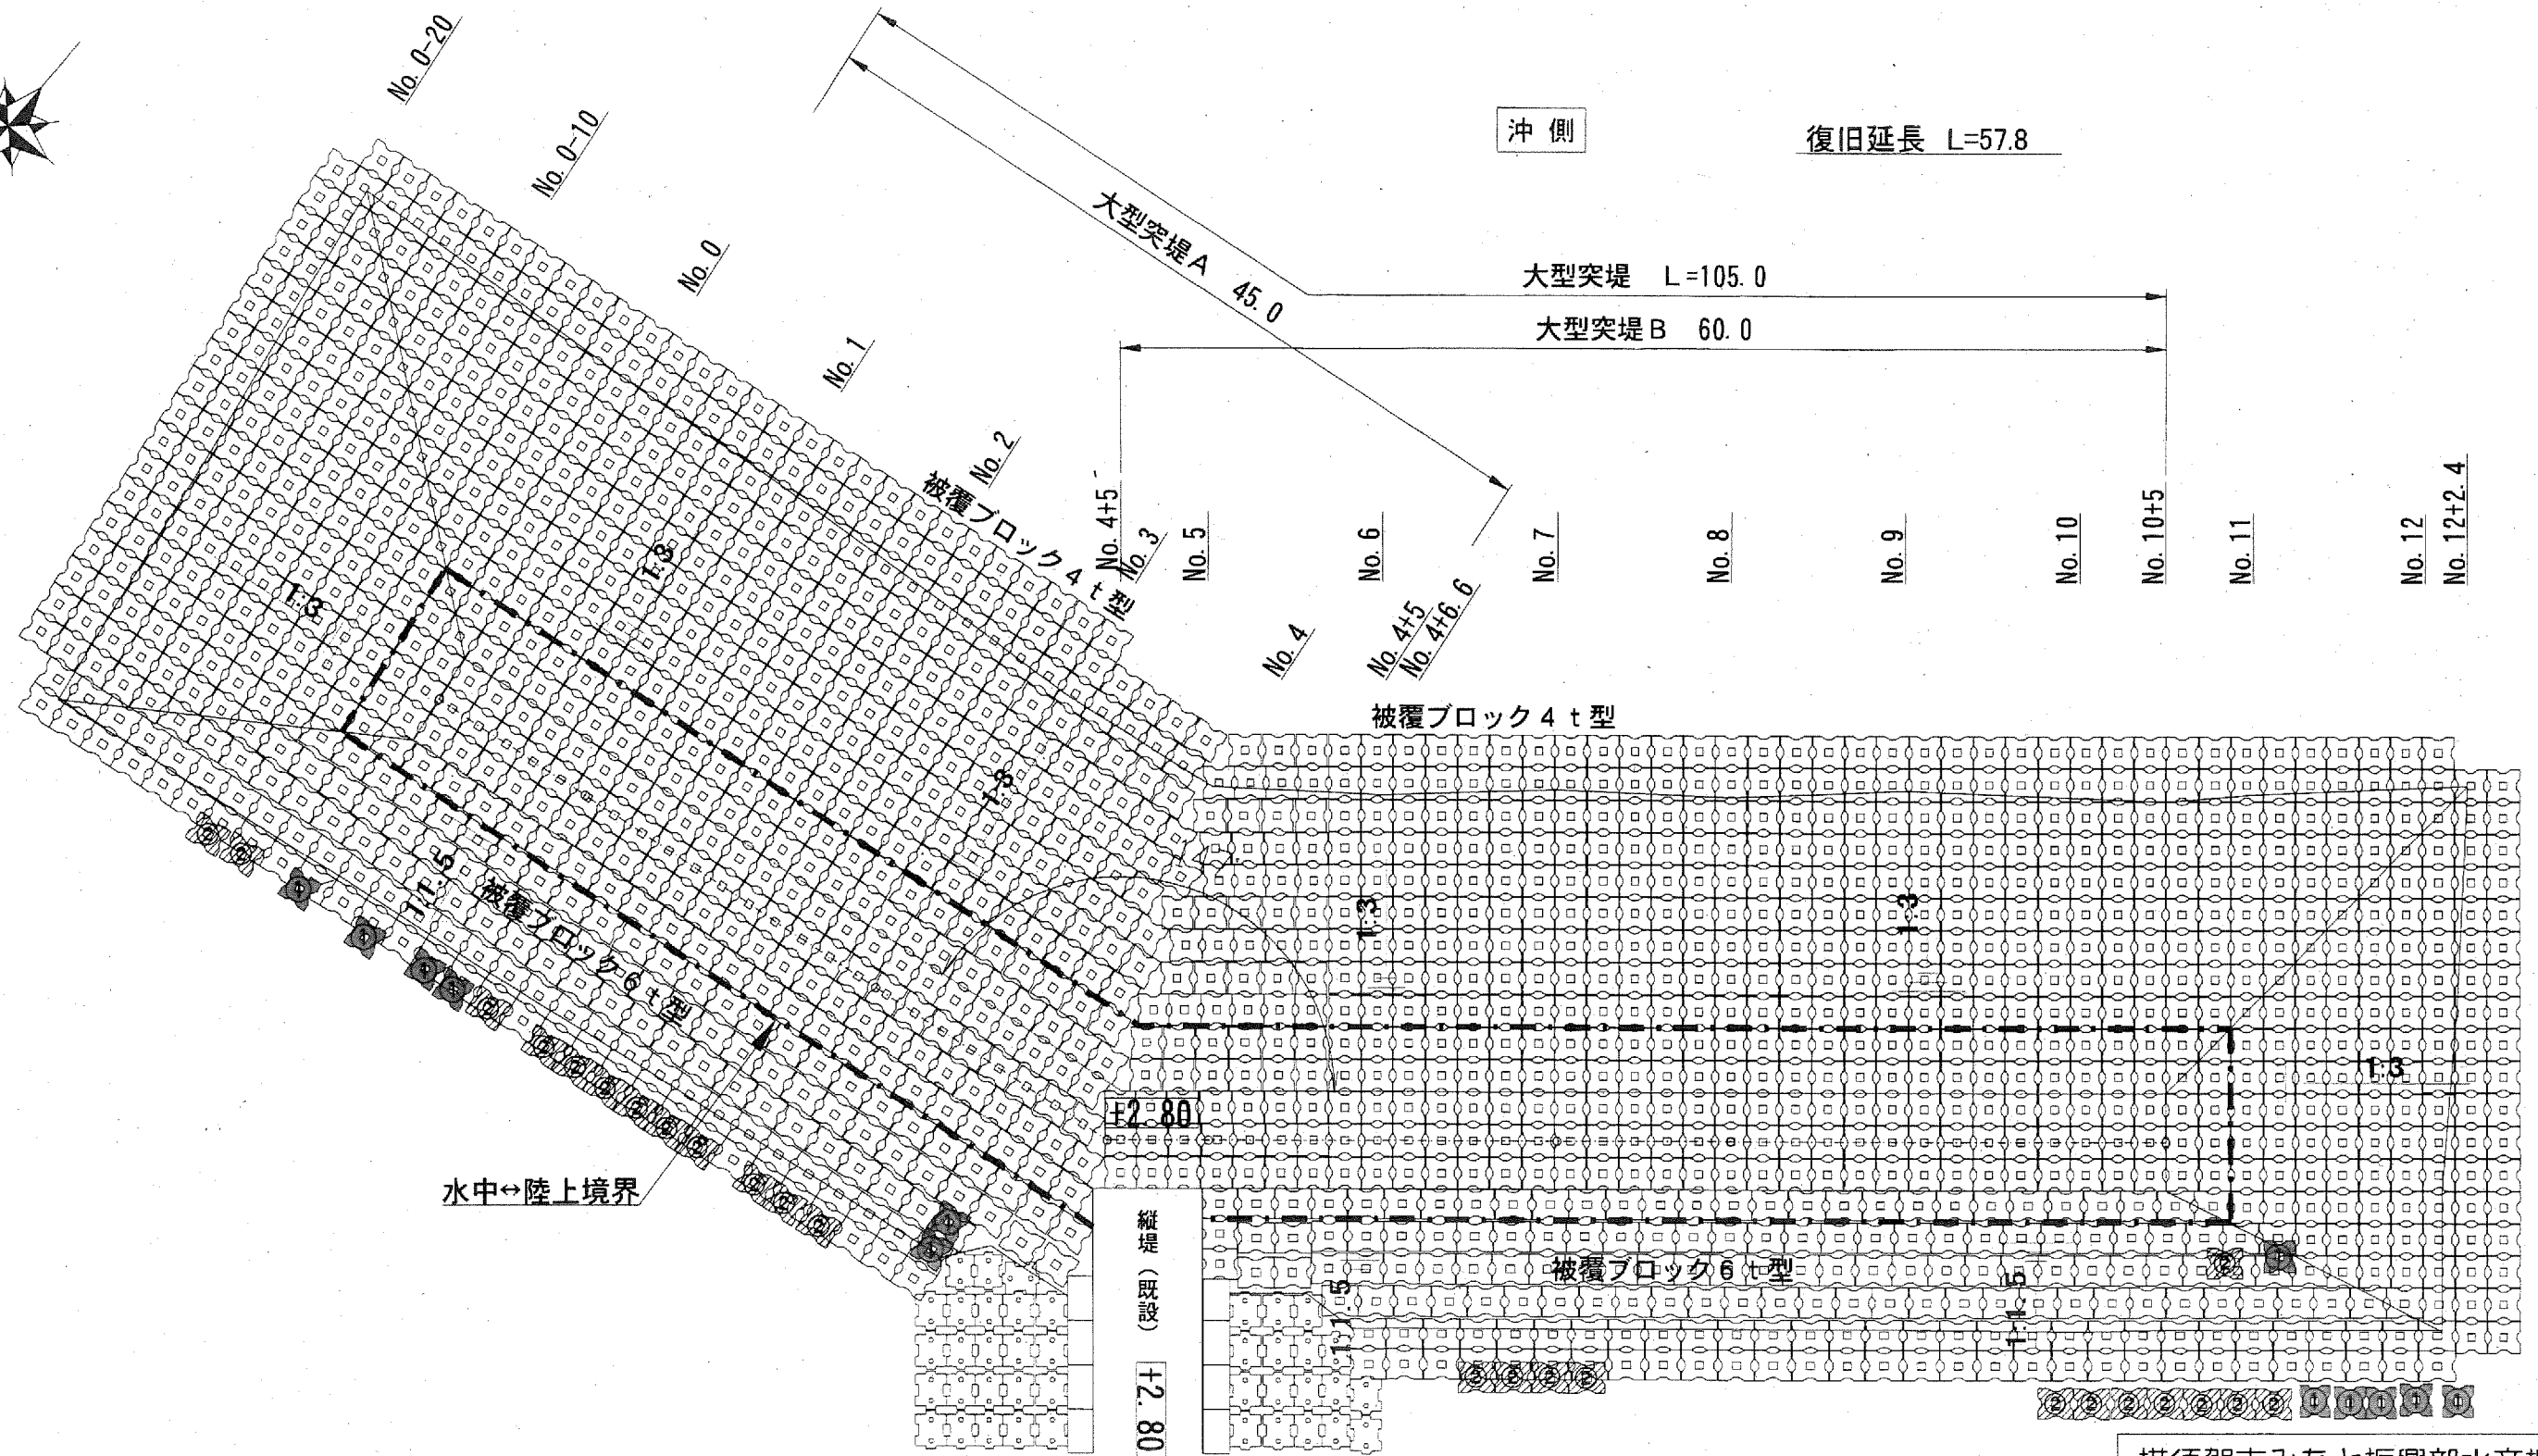 No. 0-20
No. 0-10
No. 0
No. 1
No. 2
No. 3
No. 4
No. 4+5
No. 4+6.6
沖 側
復旧延長 L=57.8
大型突堤A 45.0
大型突堤 L=105.0
大型突堤B 60.0
No. 4+5
No. 5
No. 6
No. 7
No. 8
No. 9
No. 10
No. 10+5
No. 11
No. 12
No. 12+2.4
被覆ブロック4t型
被覆ブロック4t型
1:3
1:3
1:3
1:3
1:3
1:3
1:1.5
被覆ブロック6t型
水中↔陸上境界
+2.80
縦堤(既設)
+2.80
被覆ブロック6t型
1:1.5
1:1.5